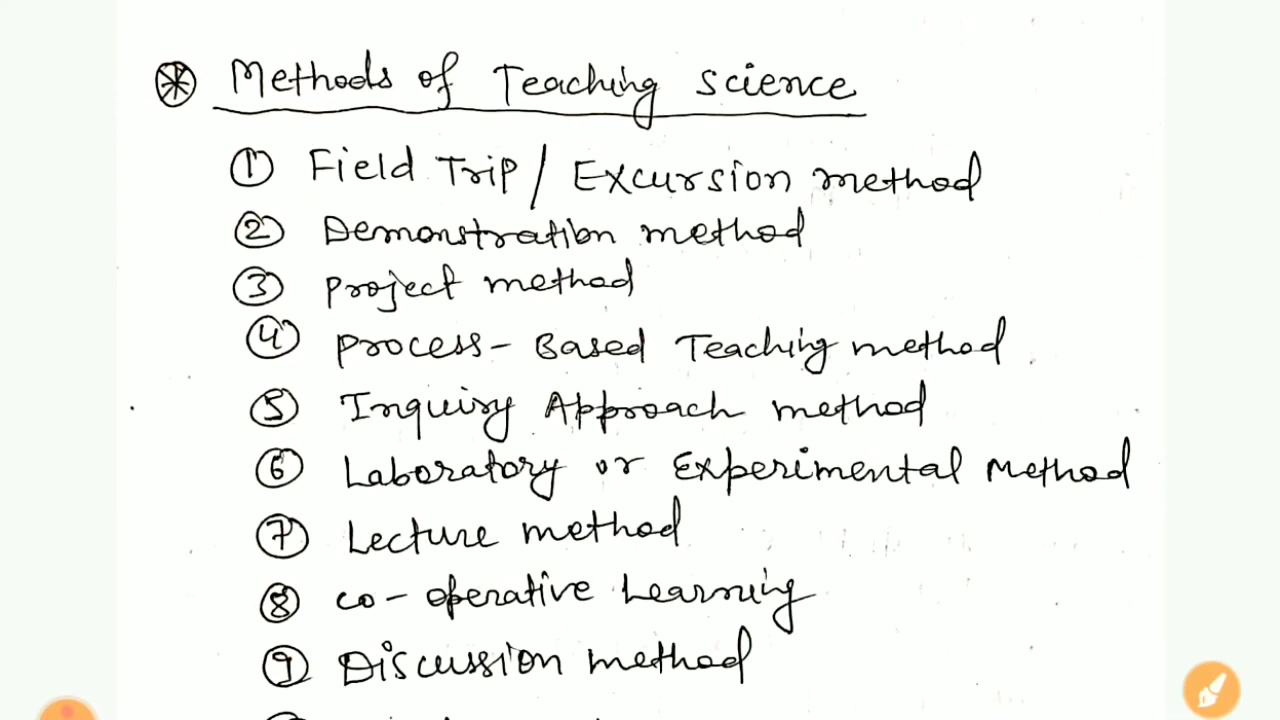 Methods of Teaching Science
① Field Trip / Excursion method
② Demonstration method
③ Project method
④ Process-Based Teaching method
⑤ Inquiry Approach method
⑥ Laboratory or Experimental Method
⑦ Lecture method
⑧ Co-operative Learning
⑨ Discussion method